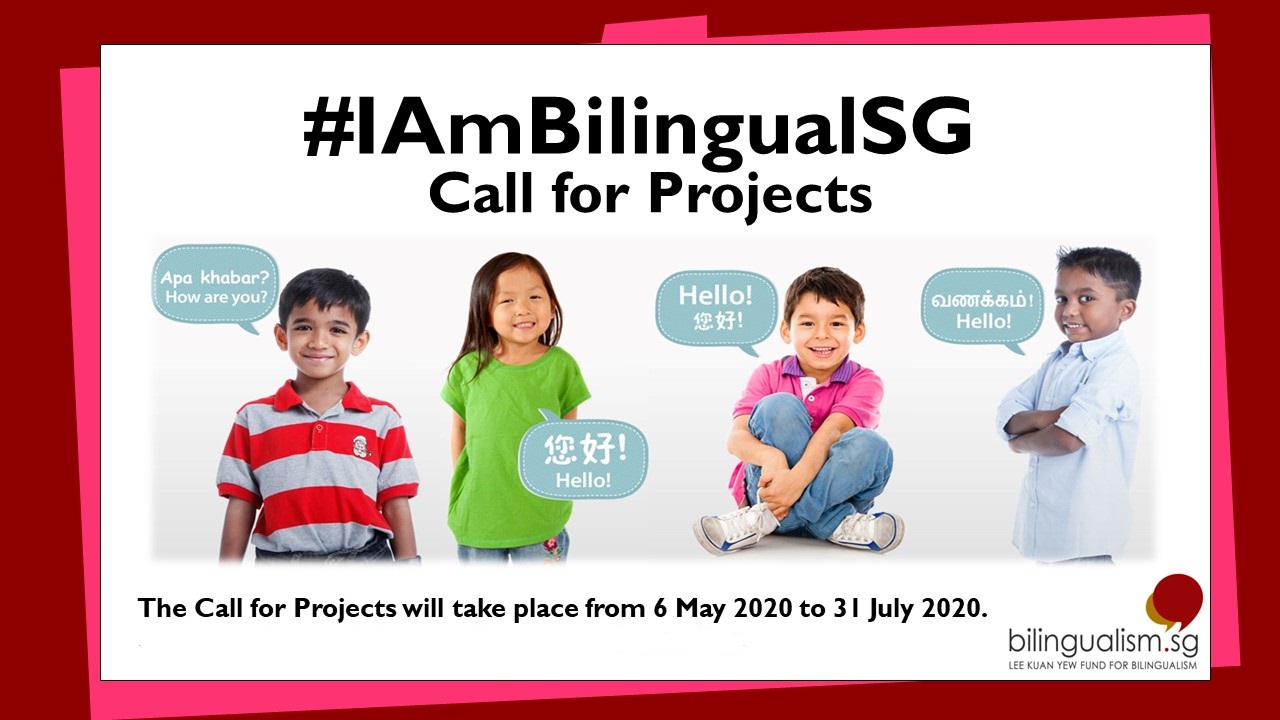 #IAmBilingualSG
Call for Projects
Apa khabar?
How are you?
您好!
Hello!
Hello!
您好!
வணக்கம்!
Hello!
The Call for Projects will take place from 6 May 2020 to 31 July 2020.
bilingualism.sg
LEE KUAN YEW FUND FOR BILINGUALISM